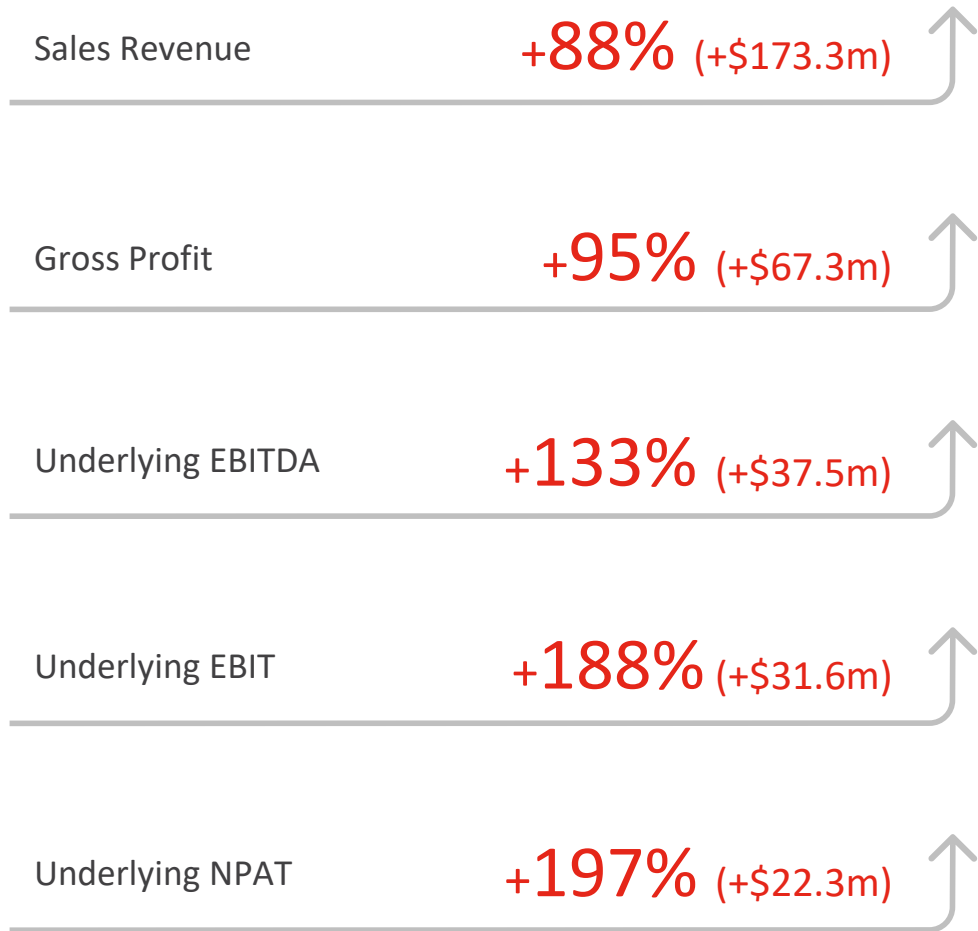 Sales Revenue +88% (+$173.3m)
Gross Profit +95% (+$67.3m)
Underlying EBITDA +133% (+$37.5m)
Underlying EBIT +188% (+$31.6m)
Underlying NPAT +197% (+$22.3m)